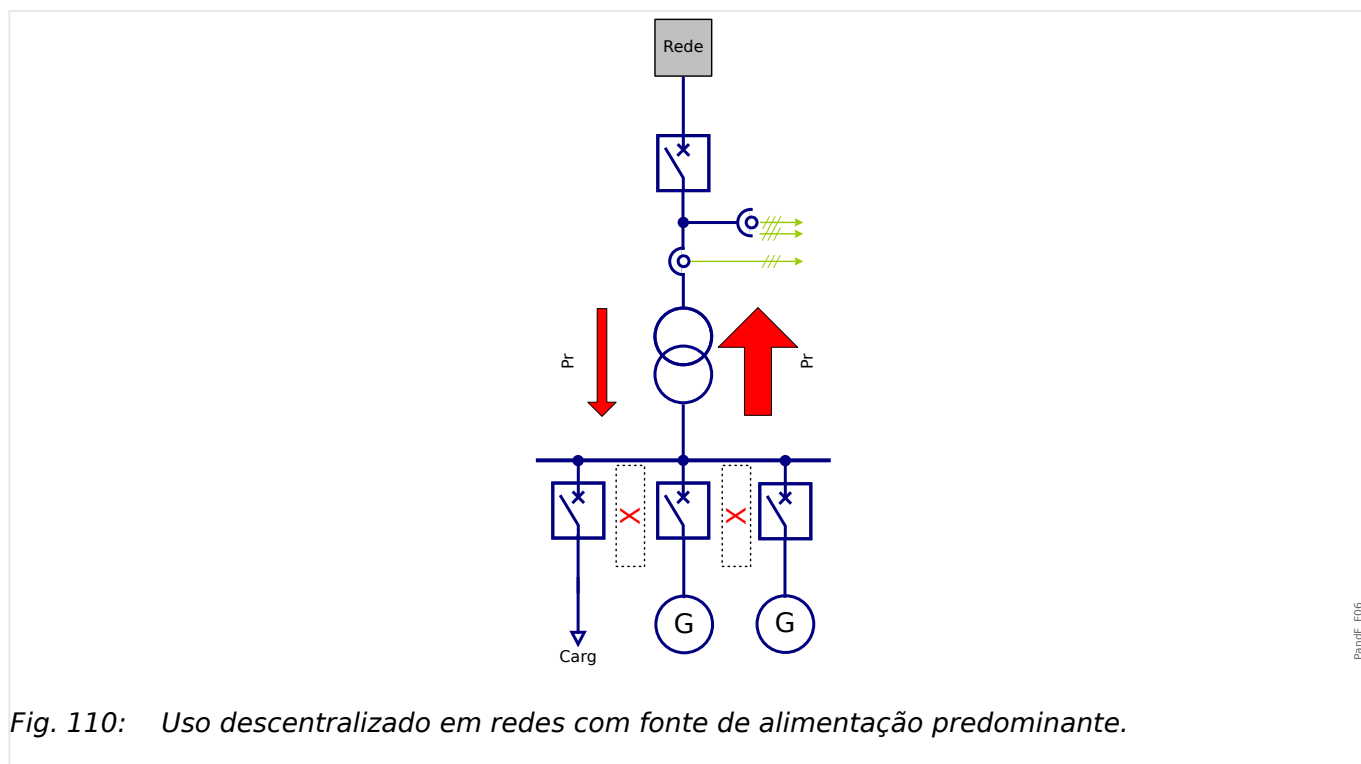 Rede
Pr
Pr
X
X
G
G
Carg
PandF_F06
Fig. 110: Uso descentralizado em redes com fonte de alimentação predominante.